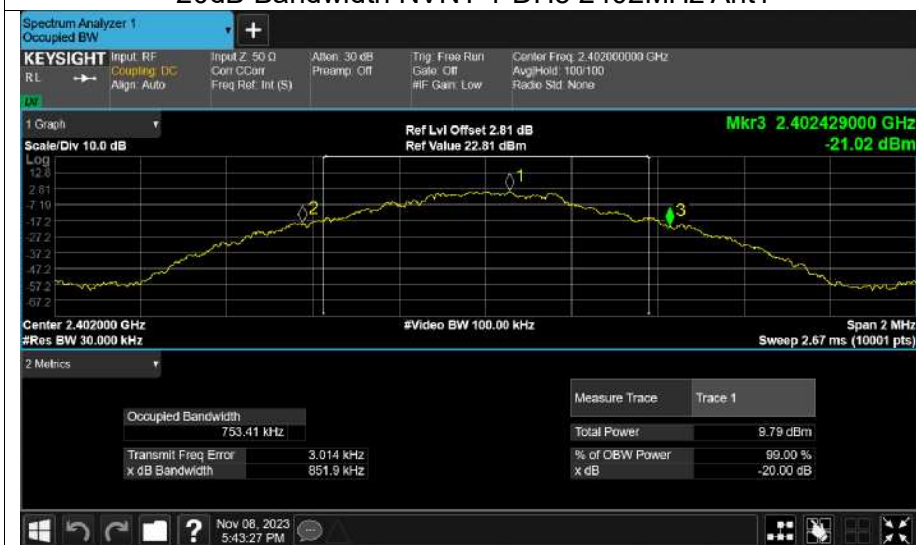 Spectrum Analyzer 1
Occupied BW
+
KEYSIGHT Input: RF Input Z: 50 Ω Atten: 30 dB Trig: Free Run Center Freq: 2.402000000 GHz
RL Coupling: DC Corr CCorr Preamp: Off Gate: Off Avg|Hold: 100/100
Align: Auto Freq Ref: Int (S) #IF Gain: Low Radio Std: None
1 Graph Ref Lvl Offset 2.81 dB Mkr3 2.402429000 GHz
Scale/Div 10.0 dB Ref Value 22.81 dBm -21.02 dBm
Log
12.8
2.81
-7.19
-17.2
-27.2
-37.2
-47.2
-57.2
-67.2
1
2
3
Center 2.402000 GHz #Video BW 100.00 kHz Span 2 MHz
#Res BW 30.000 kHz Sweep 2.67 ms (10001 pts)
2 Metrics
Measure Trace Trace 1
Occupied Bandwidth
753.41 kHz Total Power 9.79 dBm
Transmit Freq Error 3.014 kHz % of OBW Power 99.00 %
x dB Bandwidth 851.9 kHz x dB -20.00 dB
? Nov 08, 2023
5:43:27 PM